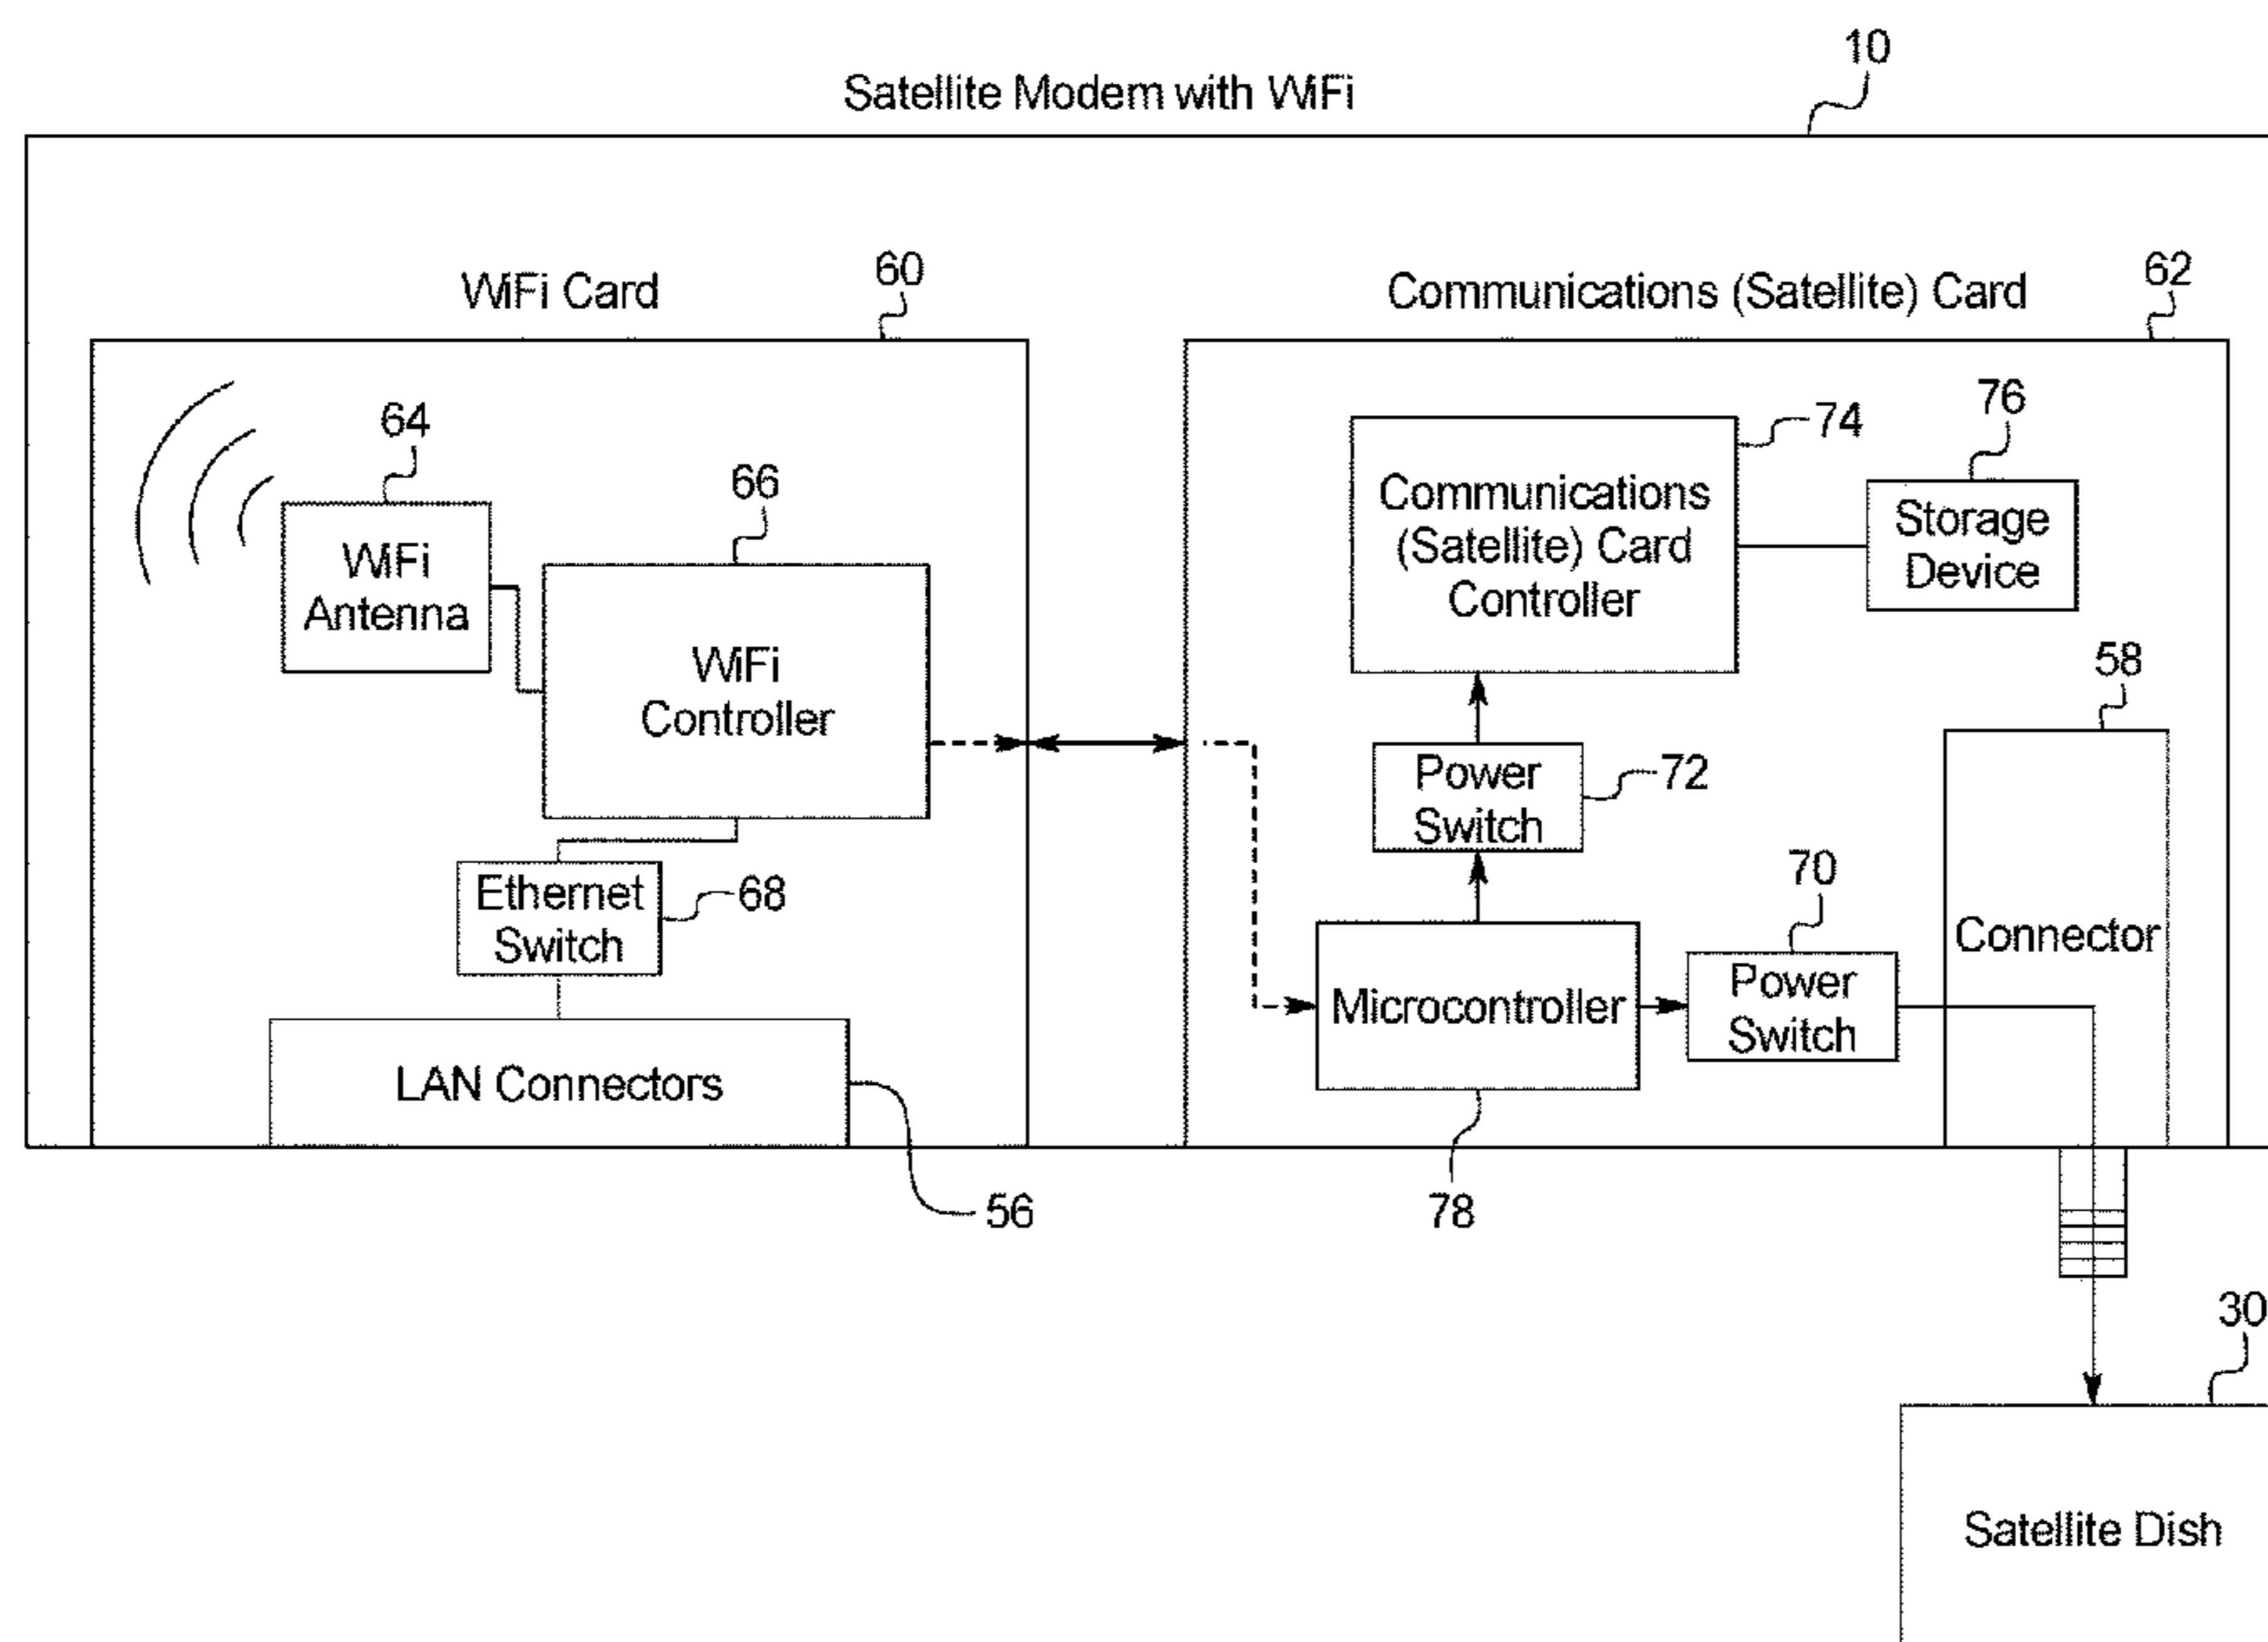 10
Satellite Modem with WiFi
WiFi Card
60
Communications (Satellite) Card
62
64
WiFi
Antenna
66
WiFi
Controller
Ethernet
Switch
68
LAN Connectors
56
Communications
(Satellite) Card
Controller
74
76
Storage
Device
58
Connector
Power
Switch
72
70
Power
Switch
Microcontroller
78
30
Satellite Dish